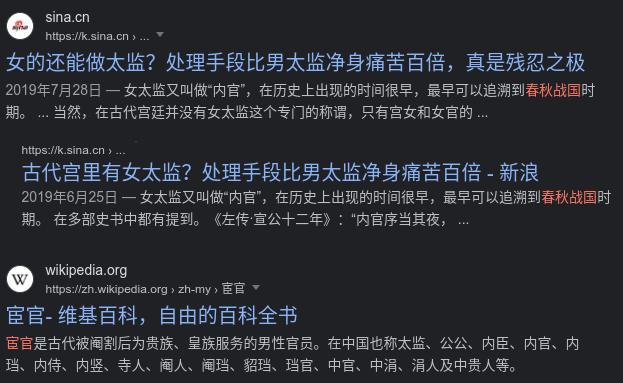 sina.cn
https://k.sina.cn › ...
女的还能做太监？处理手段比男太监净身痛苦百倍，真是残忍之极
2019年7月28日 — 女太监又叫做“内官”，在历史上出现的时间很早，最早可以追溯到春秋战国时
期。 ... 当然，在古代宫廷并没有女太监这个专门的称谓，只有宫女和女官的 ...
https://k.sina.cn › ...
古代宫里有女太监？处理手段比男太监净身痛苦百倍 - 新浪
2019年6月25日 — 女太监又叫做“内官”，在历史上出现的时间很早，最早可以追溯到春秋战国时
期。 在多部史书中都有提到。《左传·宣公十二年》：“内官序当其夜， ...
wikipedia.org
https://zh.wikipedia.org › zh-my › 宦官
宦官- 维基百科，自由的百科全书
宦官是古代被阉割后为贵族、皇族服务的男性官员。在中国也称太监、公公、内臣、内官、内
珰、内侍、内竖、寺人、阉人、阉珰、貂珰、珰官、中官、中涓、涓人及中贵人等。